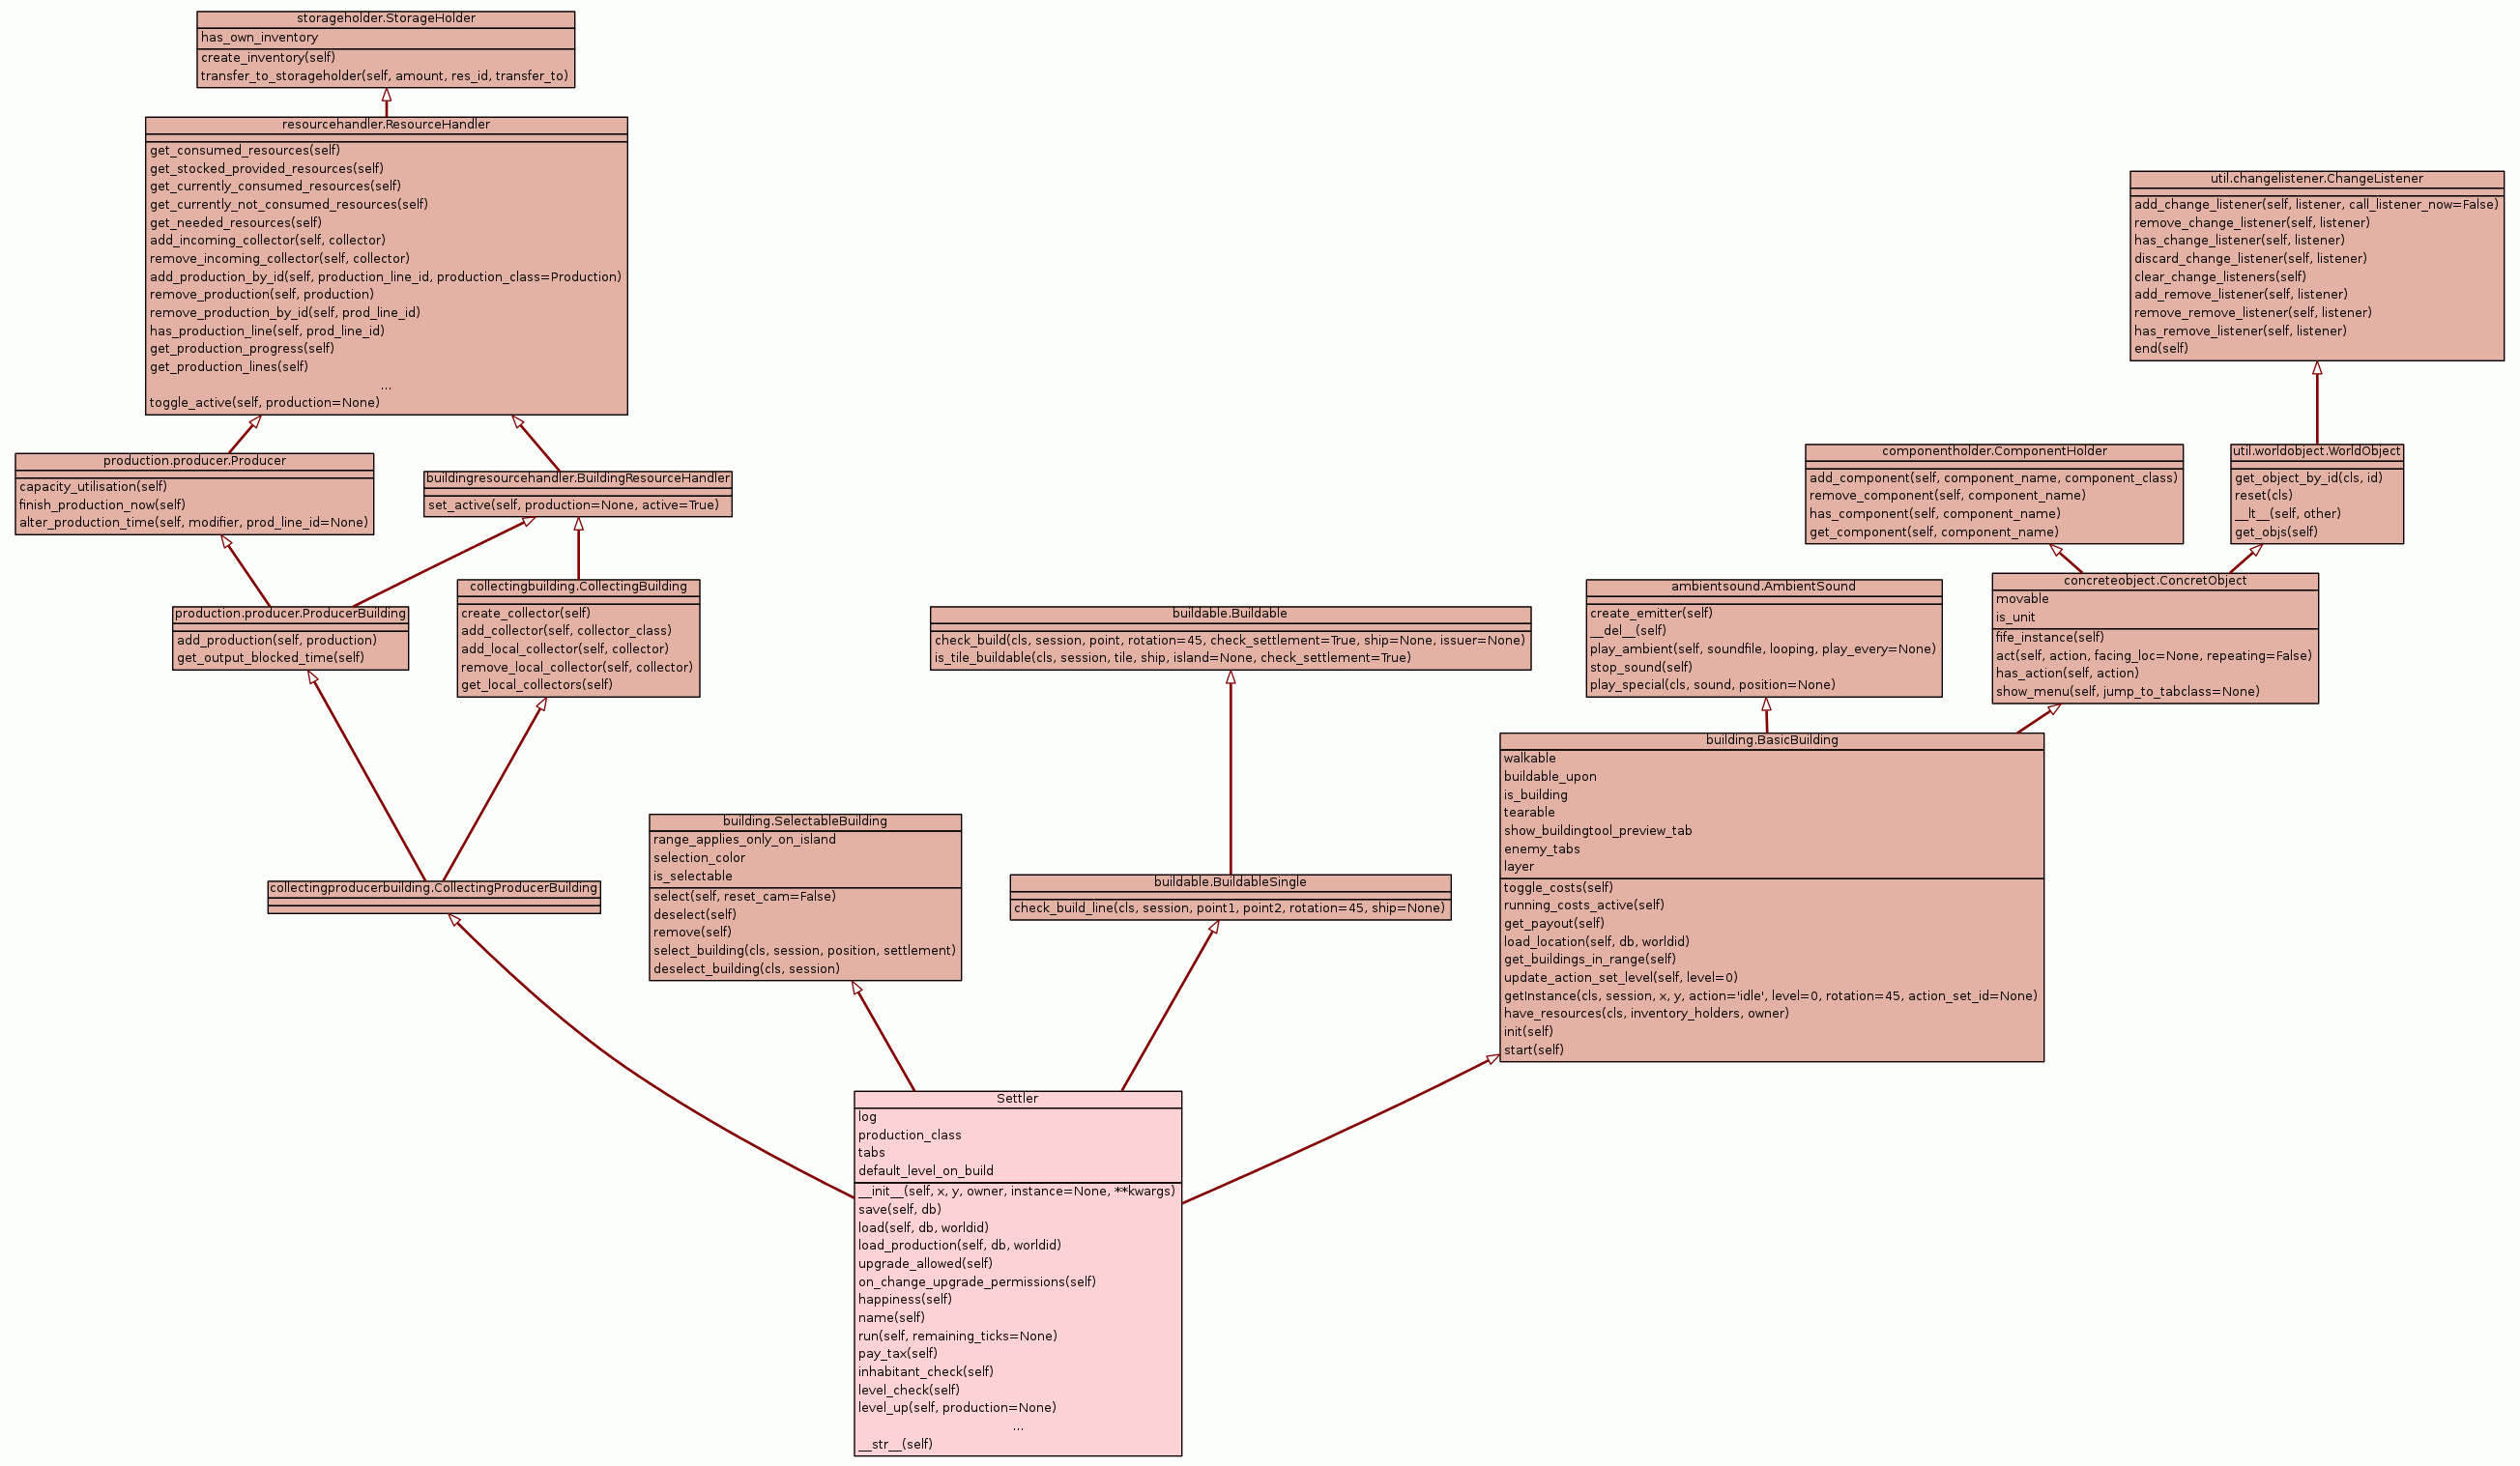 storageholder.StorageHolder
has_own_inventory
create_inventory(self)
transfer_to_storageholder(self, amount, res_id, transfer_to)
resourcehandler.ResourceHandler
get_consumed_resources(self)
get_stocked_provided_resources(self)
get_currently_consumed_resources(self)
get_currently_not_consumed_resources(self)
get_needed_resources(self)
add_incoming_collector(self, collector)
remove_incoming_collector(self, collector)
add_production_by_id(self, production_line_id, production_class=Production)
remove_production(self, production)
remove_production_by_id(self, prod_line_id)
has_production_line(self, prod_line_id)
get_production_progress(self)
get_production_lines(self)
...
toggle_active(self, production=None)
util.changelistener.ChangeListener
add_change_listener(self, listener, call_listener_now=False)
remove_change_listener(self, listener)
has_change_listener(self, listener)
discard_change_listener(self, listener)
clear_change_listeners(self)
add_remove_listener(self, listener)
remove_remove_listener(self, listener)
has_remove_listener(self, listener)
end(self)
production.producer.Producer
capacity_utilisation(self)
finish_production_now(self)
alter_production_time(self, modifier, prod_line_id=None)
buildingresourcehandler.BuildingResourceHandler
set_active(self, production=None, active=True)
componentholder.ComponentHolder
add_component(self, component_name, component_class)
remove_component(self, component_name)
has_component(self, component_name)
get_component(self, component_name)
util.worldobject.WorldObject
get_object_by_id(cls, id)
reset(cls)
__lt__(self, other)
get_objs(self)
production.producer.ProducerBuilding
add_production(self, production)
get_output_blocked_time(self)
collectingbuilding.CollectingBuilding
create_collector(self)
add_collector(self, collector_class)
add_local_collector(self, collector)
remove_local_collector(self, collector)
get_local_collectors(self)
buildable.Buildable
check_build(cls, session, point, rotation=45, check_settlement=True, ship=None, issuer=None)
is_tile_buildable(cls, session, tile, ship, island=None, check_settlement=True)
ambientsound.AmbientSound
create_emitter(self)
__del__(self)
play_ambient(self, soundfile, looping, play_every=None)
stop_sound(self)
play_special(cls, sound, position=None)
concreteobject.ConcretObject
movable
is_unit
fife_instance(self)
act(self, action, facing_loc=None, repeating=False)
has_action(self, action)
show_menu(self, jump_to_tabclass=None)
collectingproducerbuilding.CollectingProducerBuilding
building.SelectableBuilding
range_applies_only_on_island
selection_color
is_selectable
select(self, reset_cam=False)
deselect(self)
remove(self)
select_building(cls, session, position, settlement)
deselect_building(cls, session)
buildable.BuildableSingle
check_build_line(cls, session, point1, point2, rotation=45, ship=None)
building.BasicBuilding
walkable
buildable_upon
is_building
tearable
show_buildingtool_preview_tab
enemy_tabs
layer
toggle_costs(self)
running_costs_active(self)
get_payout(self)
load_location(self, db, worldid)
get_buildings_in_range(self)
update_action_set_level(self, level=0)
getInstance(cls, session, x, y, action='idle', level=0, rotation=45, action_set_id=None)
have_resources(cls, inventory_holders, owner)
init(self)
start(self)
Settler
log
production_class
tabs
default_level_on_build
__init__(self, x, y, owner, instance=None, **kwargs)
save(self, db)
load(self, db, worldid)
load_production(self, db, worldid)
upgrade_allowed(self)
on_change_upgrade_permissions(self)
happiness(self)
name(self)
run(self, remaining_ticks=None)
pay_tax(self)
inhabitant_check(self)
level_check(self)
level_up(self, production=None)
...
__str__(self)